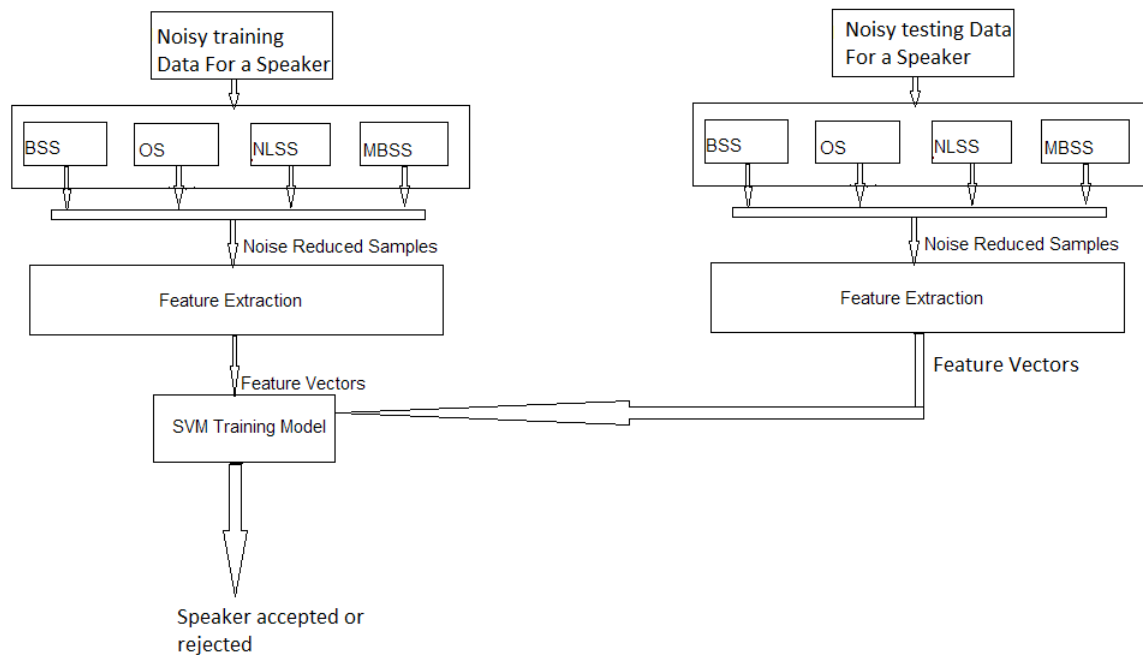 Noisy training
Data For a Speaker
BSS
OS
NLSS
MBSS
Noise Reduced Samples
Feature Extraction
Feature Vectors
SVM Training Model
Speaker accepted or
rejected
Noisy testing Data
For a Speaker
BSS
OS
NLSS
MBSS
Noise Reduced Samples
Feature Extraction
Feature Vectors